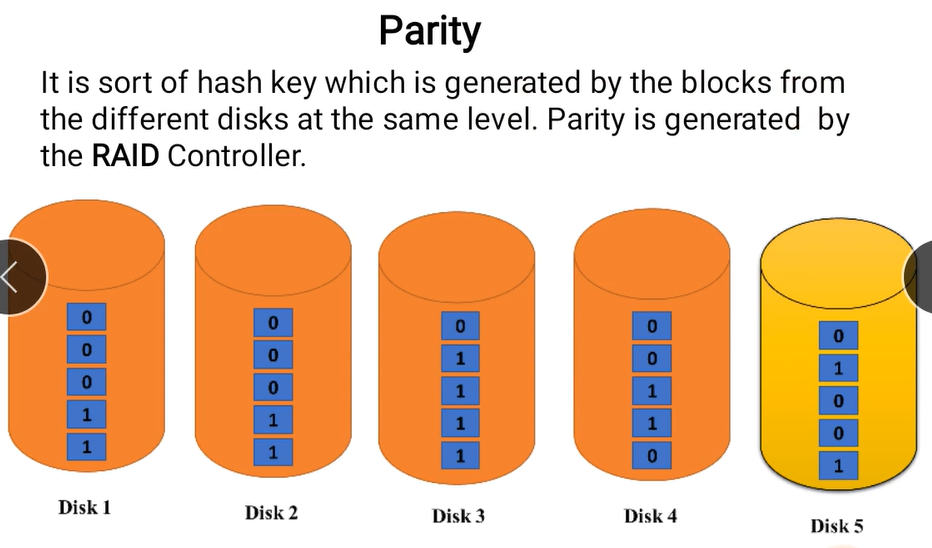 Parity
It is sort of hash key which is generated by the blocks from
the different disks at the same level. Parity is generated by
the RAID Controller.
0 0 0 0 0
0 0 1 0 1
0 0 1 1 0
1 1 1 1 0
1 1 1 0 1
Disk 1 Disk 2 Disk 3 Disk 4 Disk 5